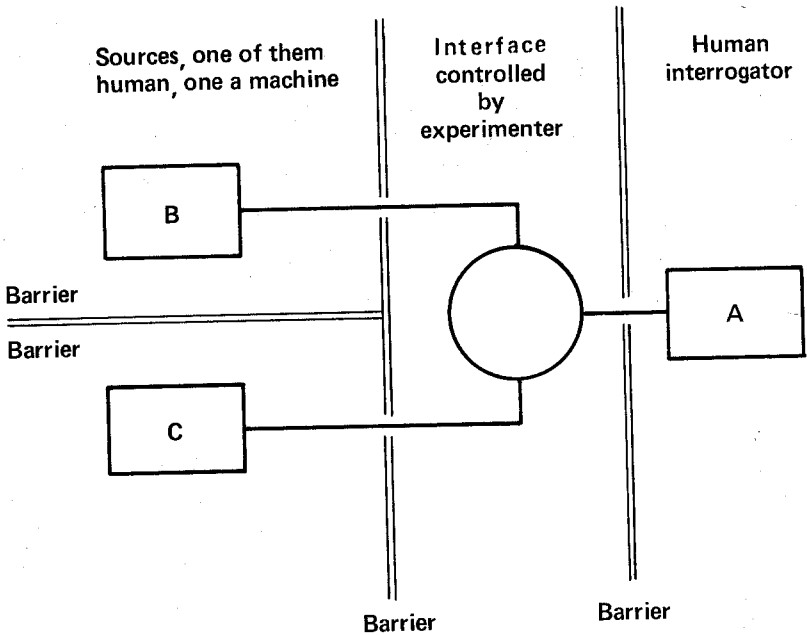 Sources, one of them
human, one a machine
Interface
controlled
by
experimenter
Human
interrogator
B
Barrier
Barrier
A
C
Barrier
Barrier